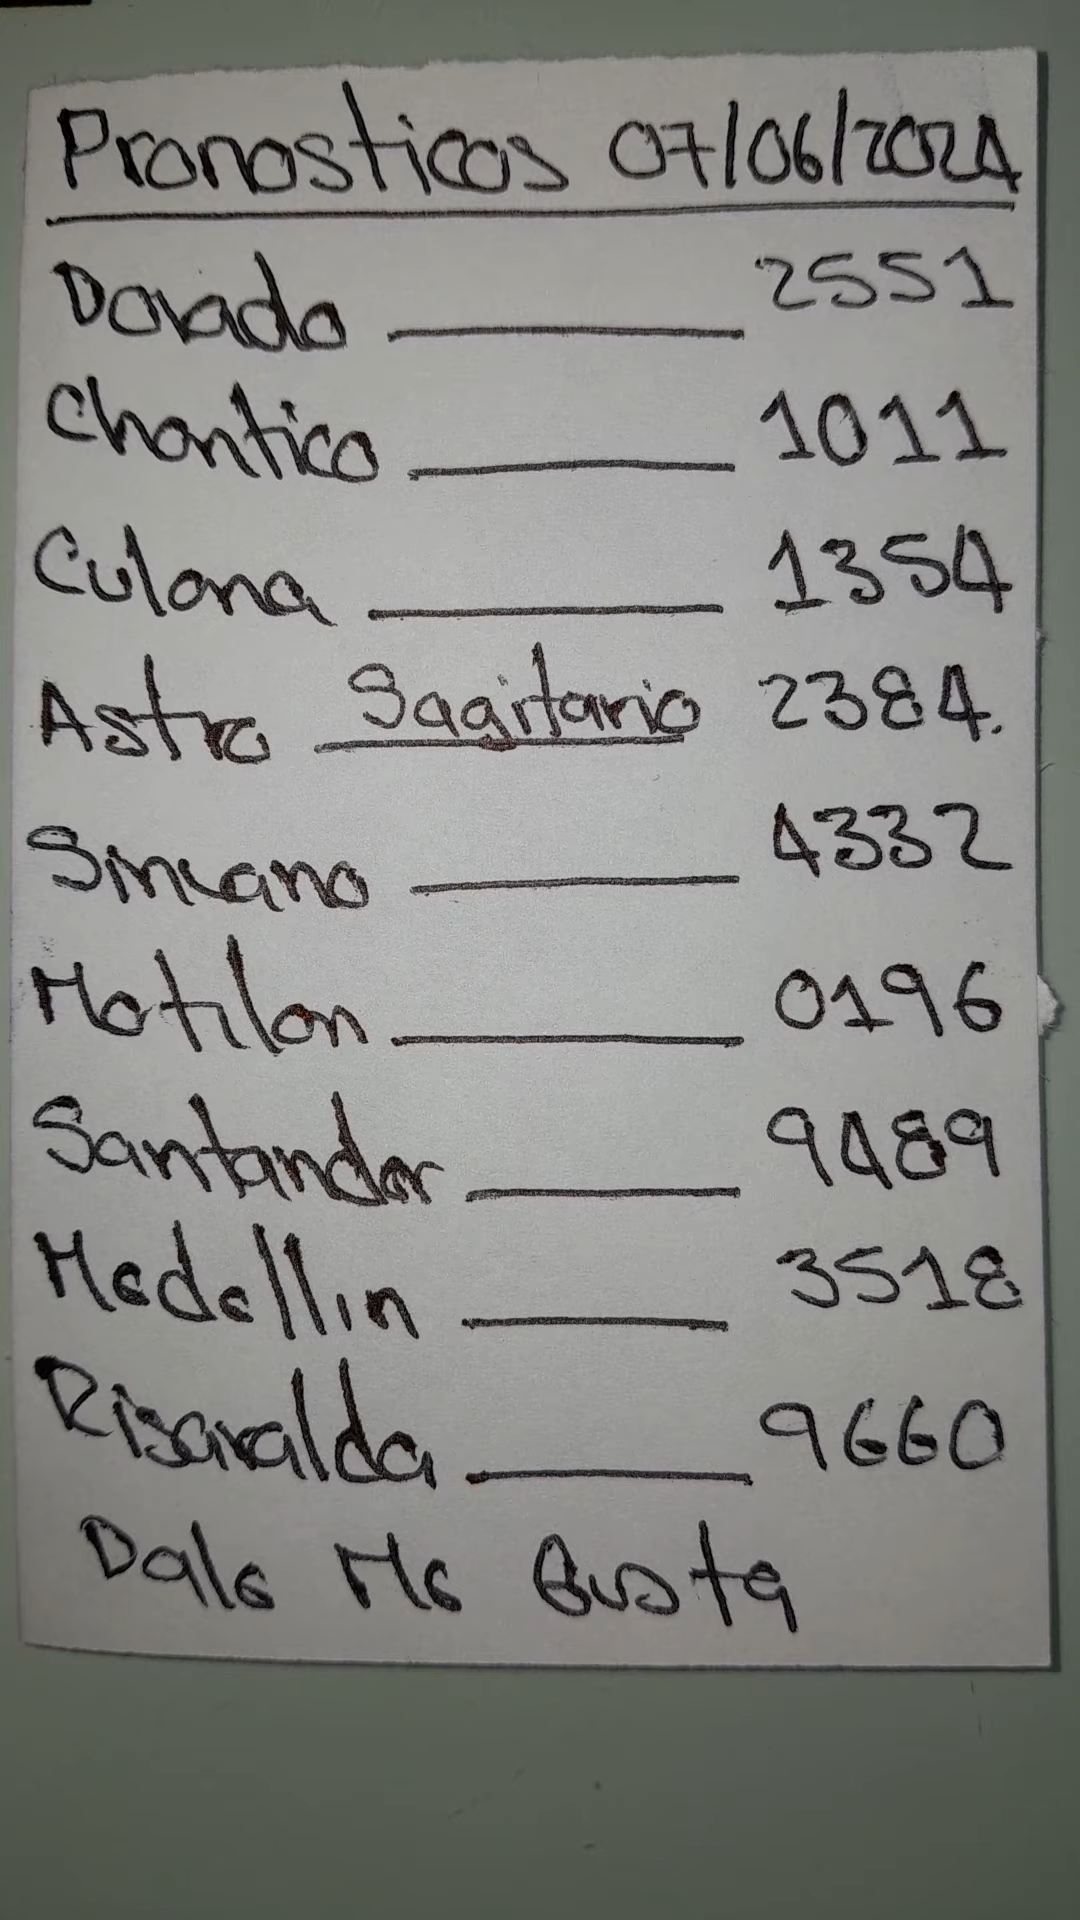 Pronosticos 07/06/2024
Dorado 2551
Chontico 1011
Culona 1354
Astro Sagitario 2384.
Sinuano 4332
Motilon 0196
Santander 9489
Medellin 3518
Risaralda 9660
Dale Me Gusta